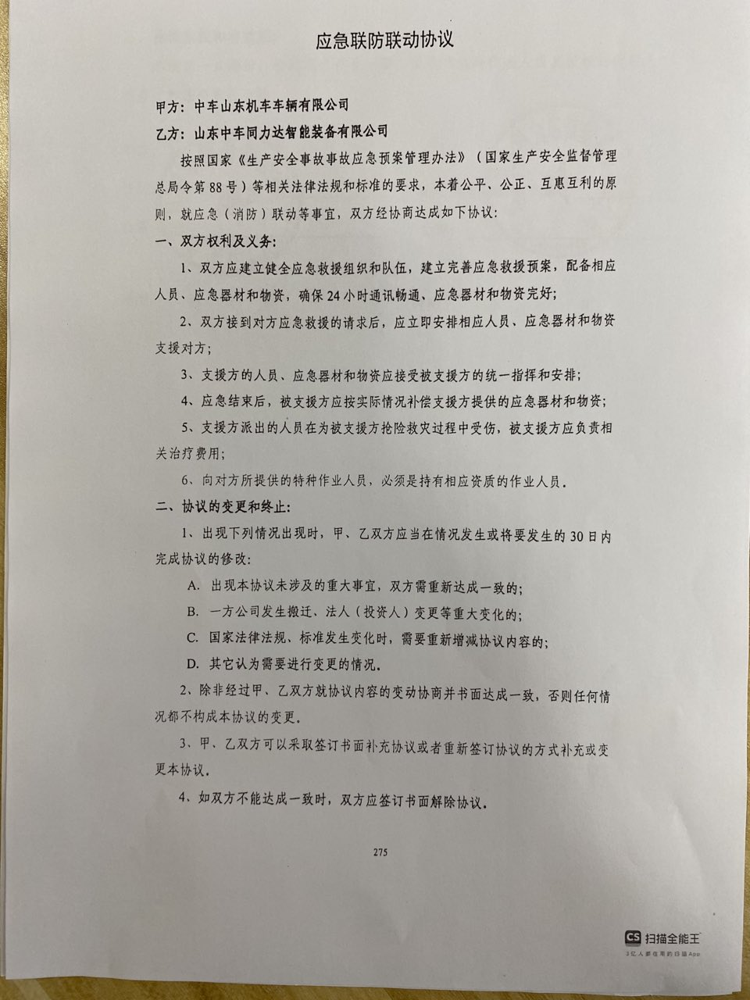 应急联防联动协议
甲方：中车山东机车车辆有限公司
乙方：山东中车同力达智能装备有限公司
按照国家《生产安全事故事故应急预案管理办法》（国家生产安全监督管理
总局令第 88 号）等相关法律法规和标准的要求，本着公平、公正、互惠互利的原
则，就应急（消防）联动等事宜，双方经协商达成如下协议：
一、双方权利及义务：
1、双方应建立健全应急救援组织和队伍，建立完善应急救援预案，配备相应
人员、应急器材和物资，确保 24 小时通讯畅通、应急器材和物资完好；
2、双方接到对方应急救援的请求后，应立即安排相应人员、应急器材和物资
支援对方；
3、支援方的人员、应急器材和物资应接受被支援方的统一指挥和安排；
4、应急结束后，被支援方应按实际情况补偿支援方提供的应急器材和物资；
5、支援方派出的人员在为被支援方抢险救灾过程中受伤，被支援方应负责相
关治疗费用；
6、向对方所提供的特种作业人员，必须是持有相应资质的作业人员。
二、协议的变更和终止：
1、出现下列情况出现时，甲、乙双方应当在情况发生或将要发生的 30 日内
完成协议的修改：
A. 出现本协议未涉及的重大事宜，双方需重新达成一致的；
B. 一方公司发生搬迁、法人（投资人）变更等重大变化的；
C. 国家法律法规、标准发生变化时，需要重新增减协议内容的；
D. 其它认为需要进行变更的情况。
2、除非经过甲、乙双方就协议内容的变动协商并书面达成一致，否则任何情
况都不构成本协议的变更。
3、甲、乙双方可以采取签订书面补充协议或者重新签订协议的方式补充或变
更本协议。
4、如双方不能达成一致时，双方应签订书面解除协议。
275
CS 扫描全能王
3亿人都在用的扫描App